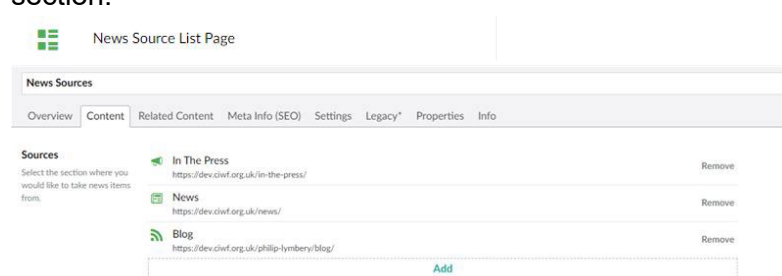 section.
News Source List Page
News Sources
Overview Content Related Content Meta Info (SEO) Settings Legacy* Properties Info
Sources
Select the section where you
would like to take news items
from.
In The Press
https://dev.ciwf.org.uk/in-the-press/
Remove
News
https://dev.ciwf.org.uk/news/
Remove
Blog
https://dev.ciwf.org.uk/philip-lymbery/blog/
Remove
Add